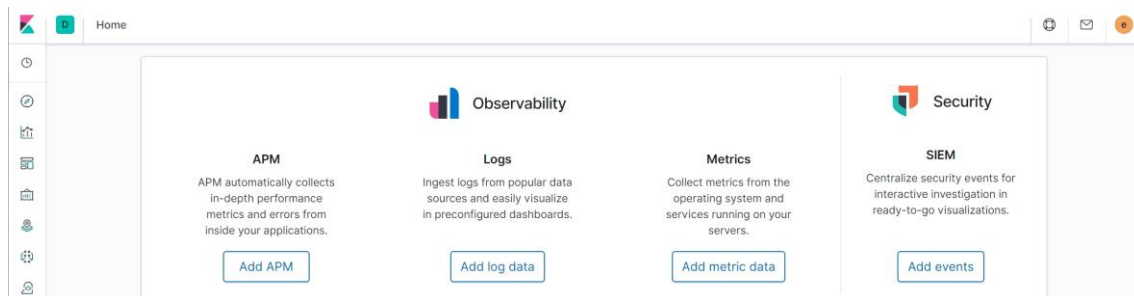 D Home e
Observability
Security
APM
APM automatically collects
in-depth performance
metrics and errors from
inside your applications.
Add APM
Logs
Ingest logs from popular data
sources and easily visualize
in preconfigured dashboards.
Add log data
Metrics
Collect metrics from the
operating system and
services running on your
servers.
Add metric data
SIEM
Centralize security events for
interactive investigation in
ready-to-go visualizations.
Add events